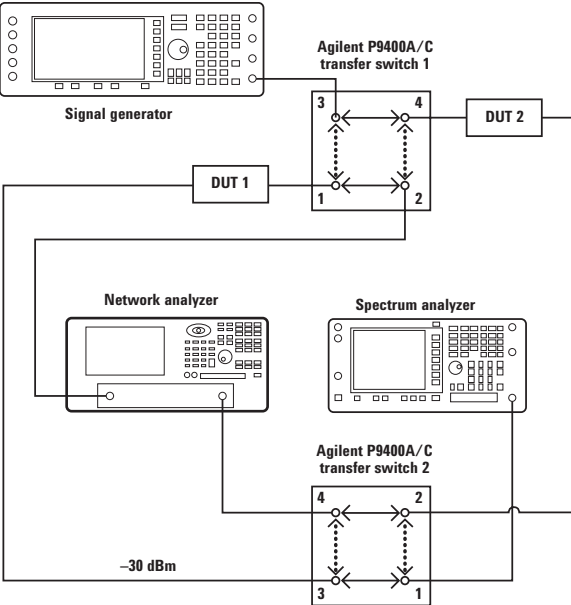 Agilent P9400A/C
transfer switch 1
Signal generator
3
4
DUT 2
DUT 1
1
2
Network analyzer
Spectrum analyzer
Agilent P9400A/C
transfer switch 2
4
2
–30 dBm
3
1